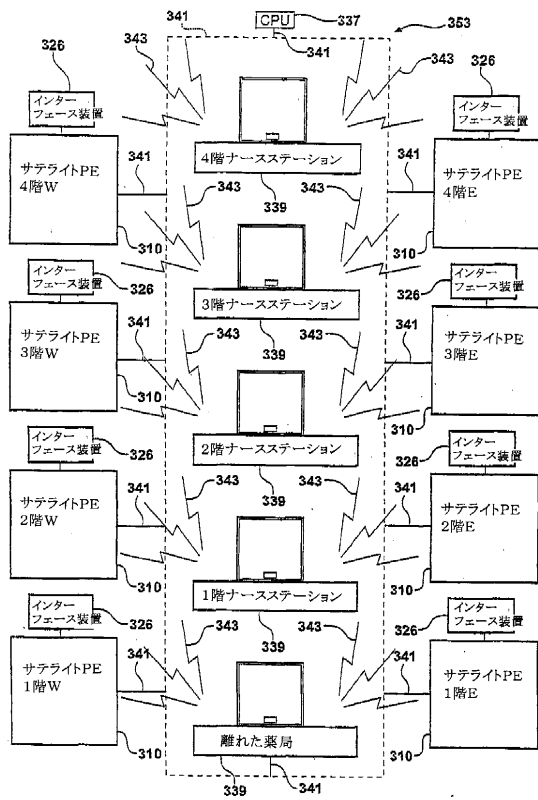 341
CPU
337
353
341
343
343
326
インター
フェース装置
326
インター
フェース装置
サテライトPE
4階W
341
310
4階ナースステーション
339
343
343
341
サテライトPE
4階E
310
インター
フェース装置
326
341
インター
フェース装置
326
341
サテライトPE
3階W
310
3階ナースステーション
339
343
343
サテライトPE
3階E
310
インター
フェース装置
326
341
インター
フェース装置
326
341
サテライトPE
2階W
310
2階ナースステーション
339
343
343
サテライトPE
2階E
310
インター
フェース装置
326
341
インター
フェース装置
326
341
サテライトPE
1階W
310
1階ナースステーション
339
343
343
サテライトPE
1階E
310
離れた薬局
339
341